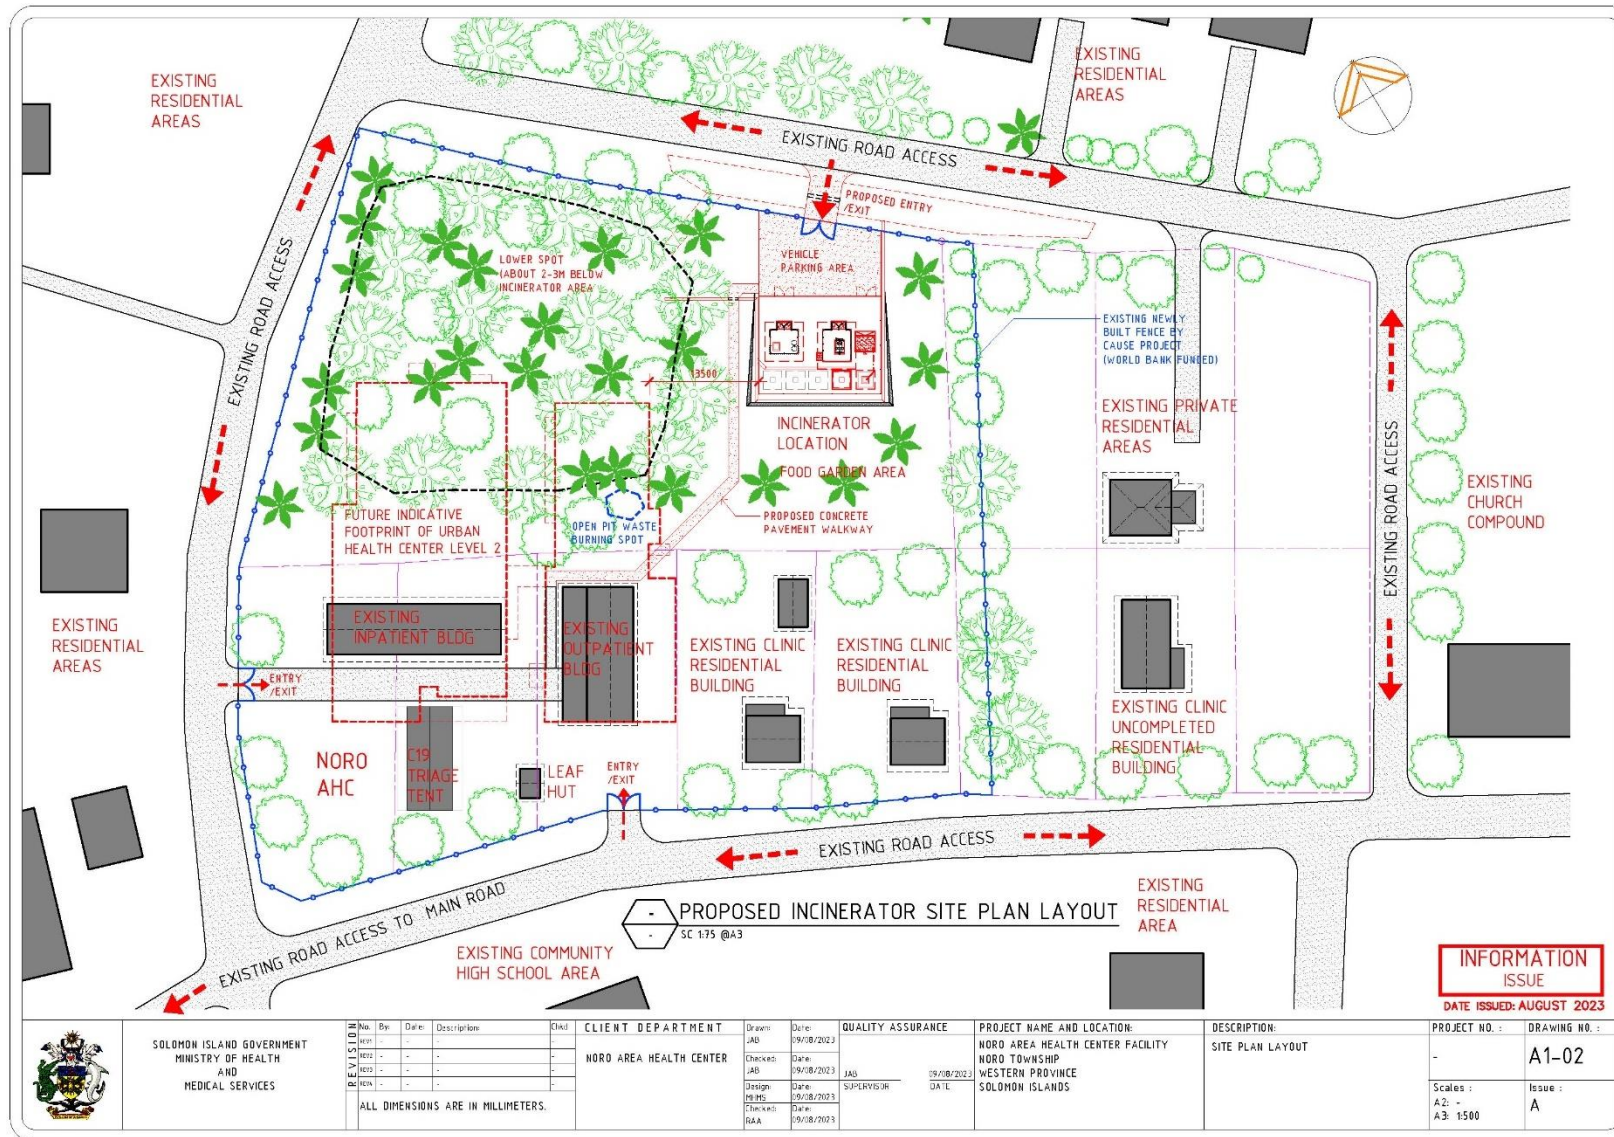 EXISTING
RESIDENTIAL
AREAS
EXISTING
RESIDENTIAL
AREAS
EXISTING ROAD ACCESS
PROPOSED ENTRY
/EXIT
EXISTING ROAD ACCESS
LOWER SPOT
(ABOUT 2-3M BELOW
INCINERATOR AREA
VEHICLE
PARKING AREA
EXISTING NEWLY
BUILT FENCE BY
CAUSE PROJECT
(WORLD BANK FUNDED)
13500
INCINERATOR
LOCATION
FOOD GARDEN AREA
EXISTING PRIVATE
RESIDENTIAL
AREAS
EXISTING ROAD ACCESS
EXISTING
CHURCH
COMPOUND
FUTURE INDICATIVE
FOOTPRINT OF URBAN
HEALTH CENTER LEVEL 2
OPEN PIT WASTE
BURNING SPOT
PROPOSED CONCRETE
PAVEMENT WALKWAY
EXISTING
RESIDENTIAL
AREAS
EXISTING
INPATIENT BLDG
EXISTING
OUTPATIENT
BLDG
EXISTING CLINIC
RESIDENTIAL
BUILDING
EXISTING CLINIC
RESIDENTIAL
BUILDING
EXISTING CLINIC
UNCOMPLETED
RESIDENTIAL
BUILDING
ENTRY
/EXIT
NORO
AHC
C19
TRIAGE
TENT
LEAF
HUT
ENTRY
/EXIT
EXISTING ROAD ACCESS
EXISTING ROAD ACCESS TO MAIN ROAD
PROPOSED INCINERATOR SITE PLAN LAYOUT
SC 1:75 @A3
EXISTING
RESIDENTIAL
AREA
EXISTING COMMUNITY
HIGH SCHOOL AREA
INFORMATION
ISSUE
DATE ISSUED: AUGUST 2023
SOLOMON ISLAND GOVERNMENT
MINISTRY OF HEALTH
AND
MEDICAL SERVICES
REVISION
No. By: Date: Description: Chkd
REV1 - - - -
REV2 - - - -
REV3 - - - -
REV4 - - - -
ALL DIMENSIONS ARE IN MILLIMETERS.
CLIENT DEPARTMENT
NORO AREA HEALTH CENTER
Drawn: Date:
JAB 09/08/2023
Checked: Date:
JAB 09/08/2023
Design: Date:
MHMS 09/08/2023
Checked: Date:
RAA 09/08/2023
QUALITY ASSURANCE
JAB 09/08/2023
SUPERVISOR DATE
PROJECT NAME AND LOCATION:
NORO AREA HEALTH CENTER FACILITY
NORO TOWNSHIP
WESTERN PROVINCE
SOLOMON ISLANDS
DESCRIPTION:
SITE PLAN LAYOUT
PROJECT NO. :
-
Scales :
A2: -
A3: 1:500
DRAWING NO. :
A1-02
Issue :
A